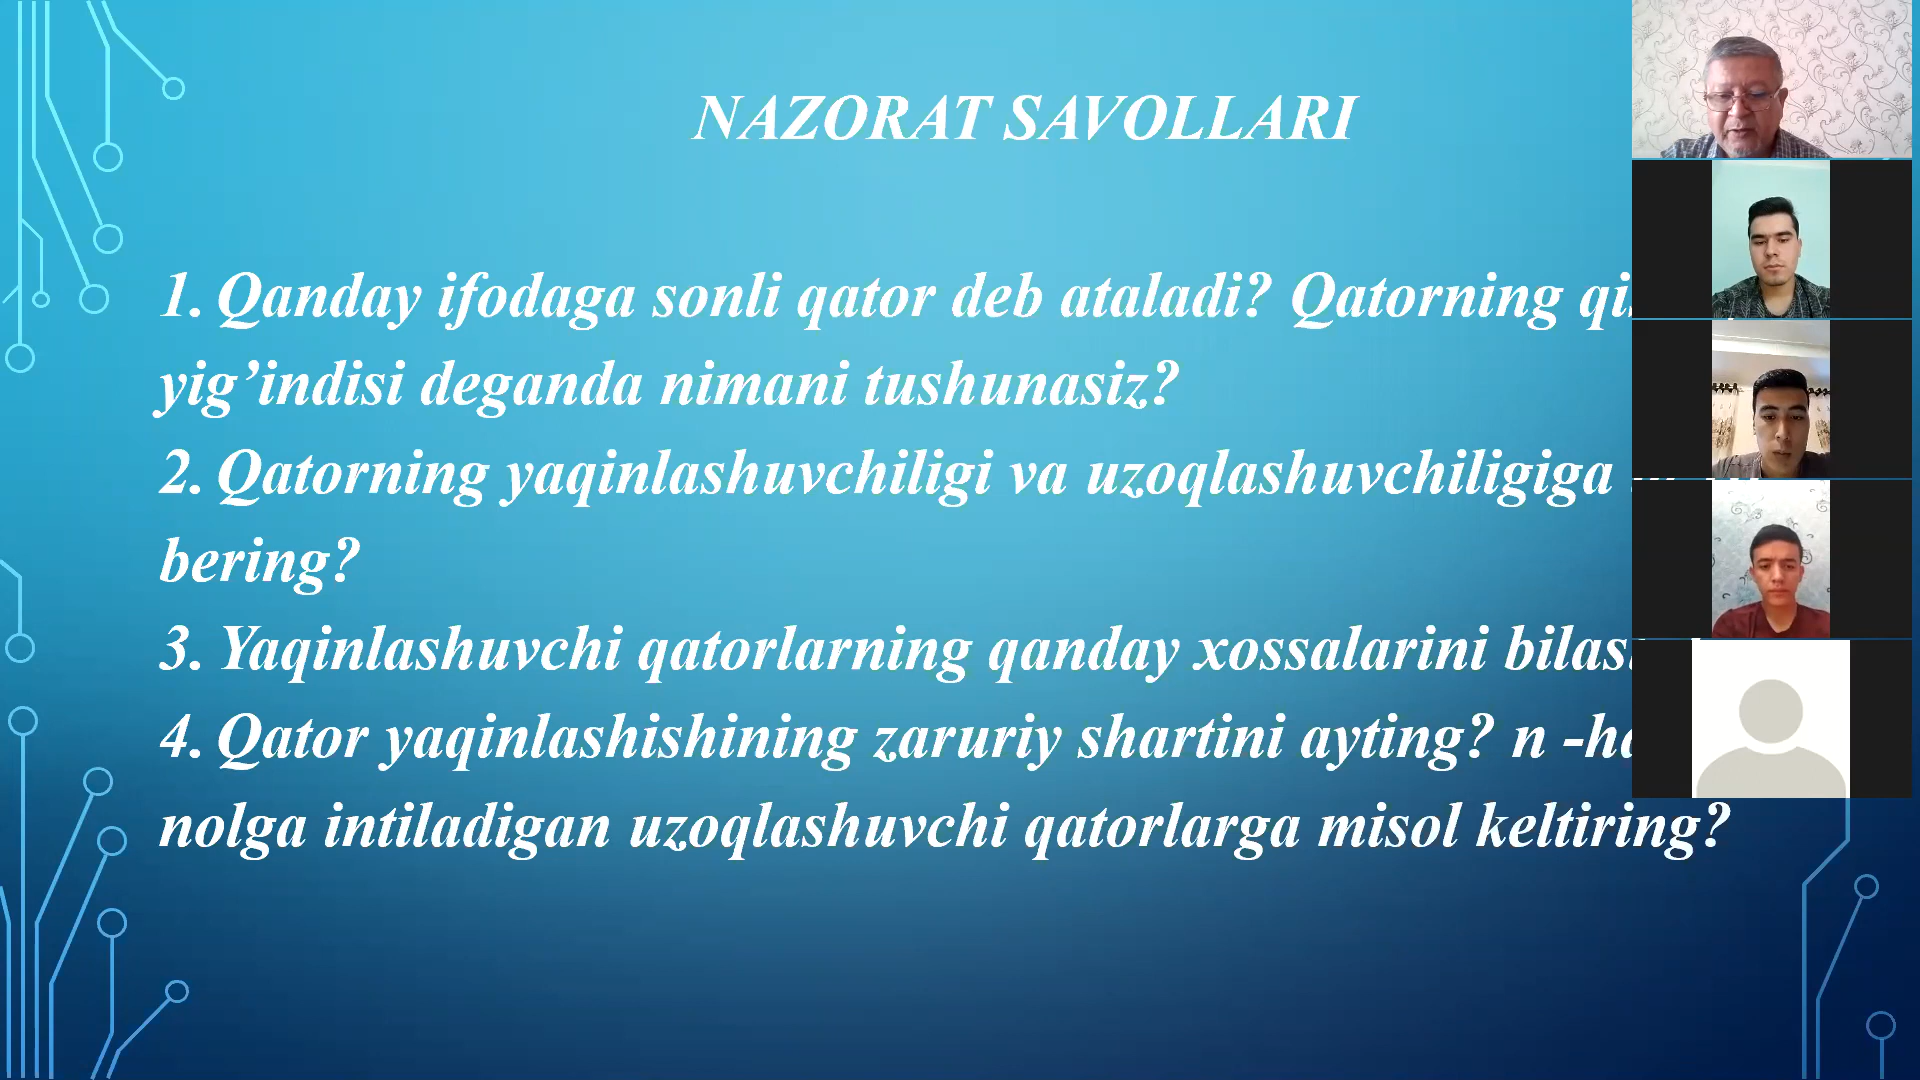 NAZORAT SAVOLLARI
1. Qanday ifodaga sonli qator deb ataladi? Qatorning
yig’indisi deganda nimani tushunasiz?
2. Qatorning yaqinlashuvchiligi va uzoqlashuvchiligiga
bering?
3. Yaqinlashuvchi qatorlarning qanday xossalarini
4. Qator yaqinlashishining zaruriy shartini ayting? n
nolga intiladigan uzoqlashuvchi qatorlarga misol keltiring?